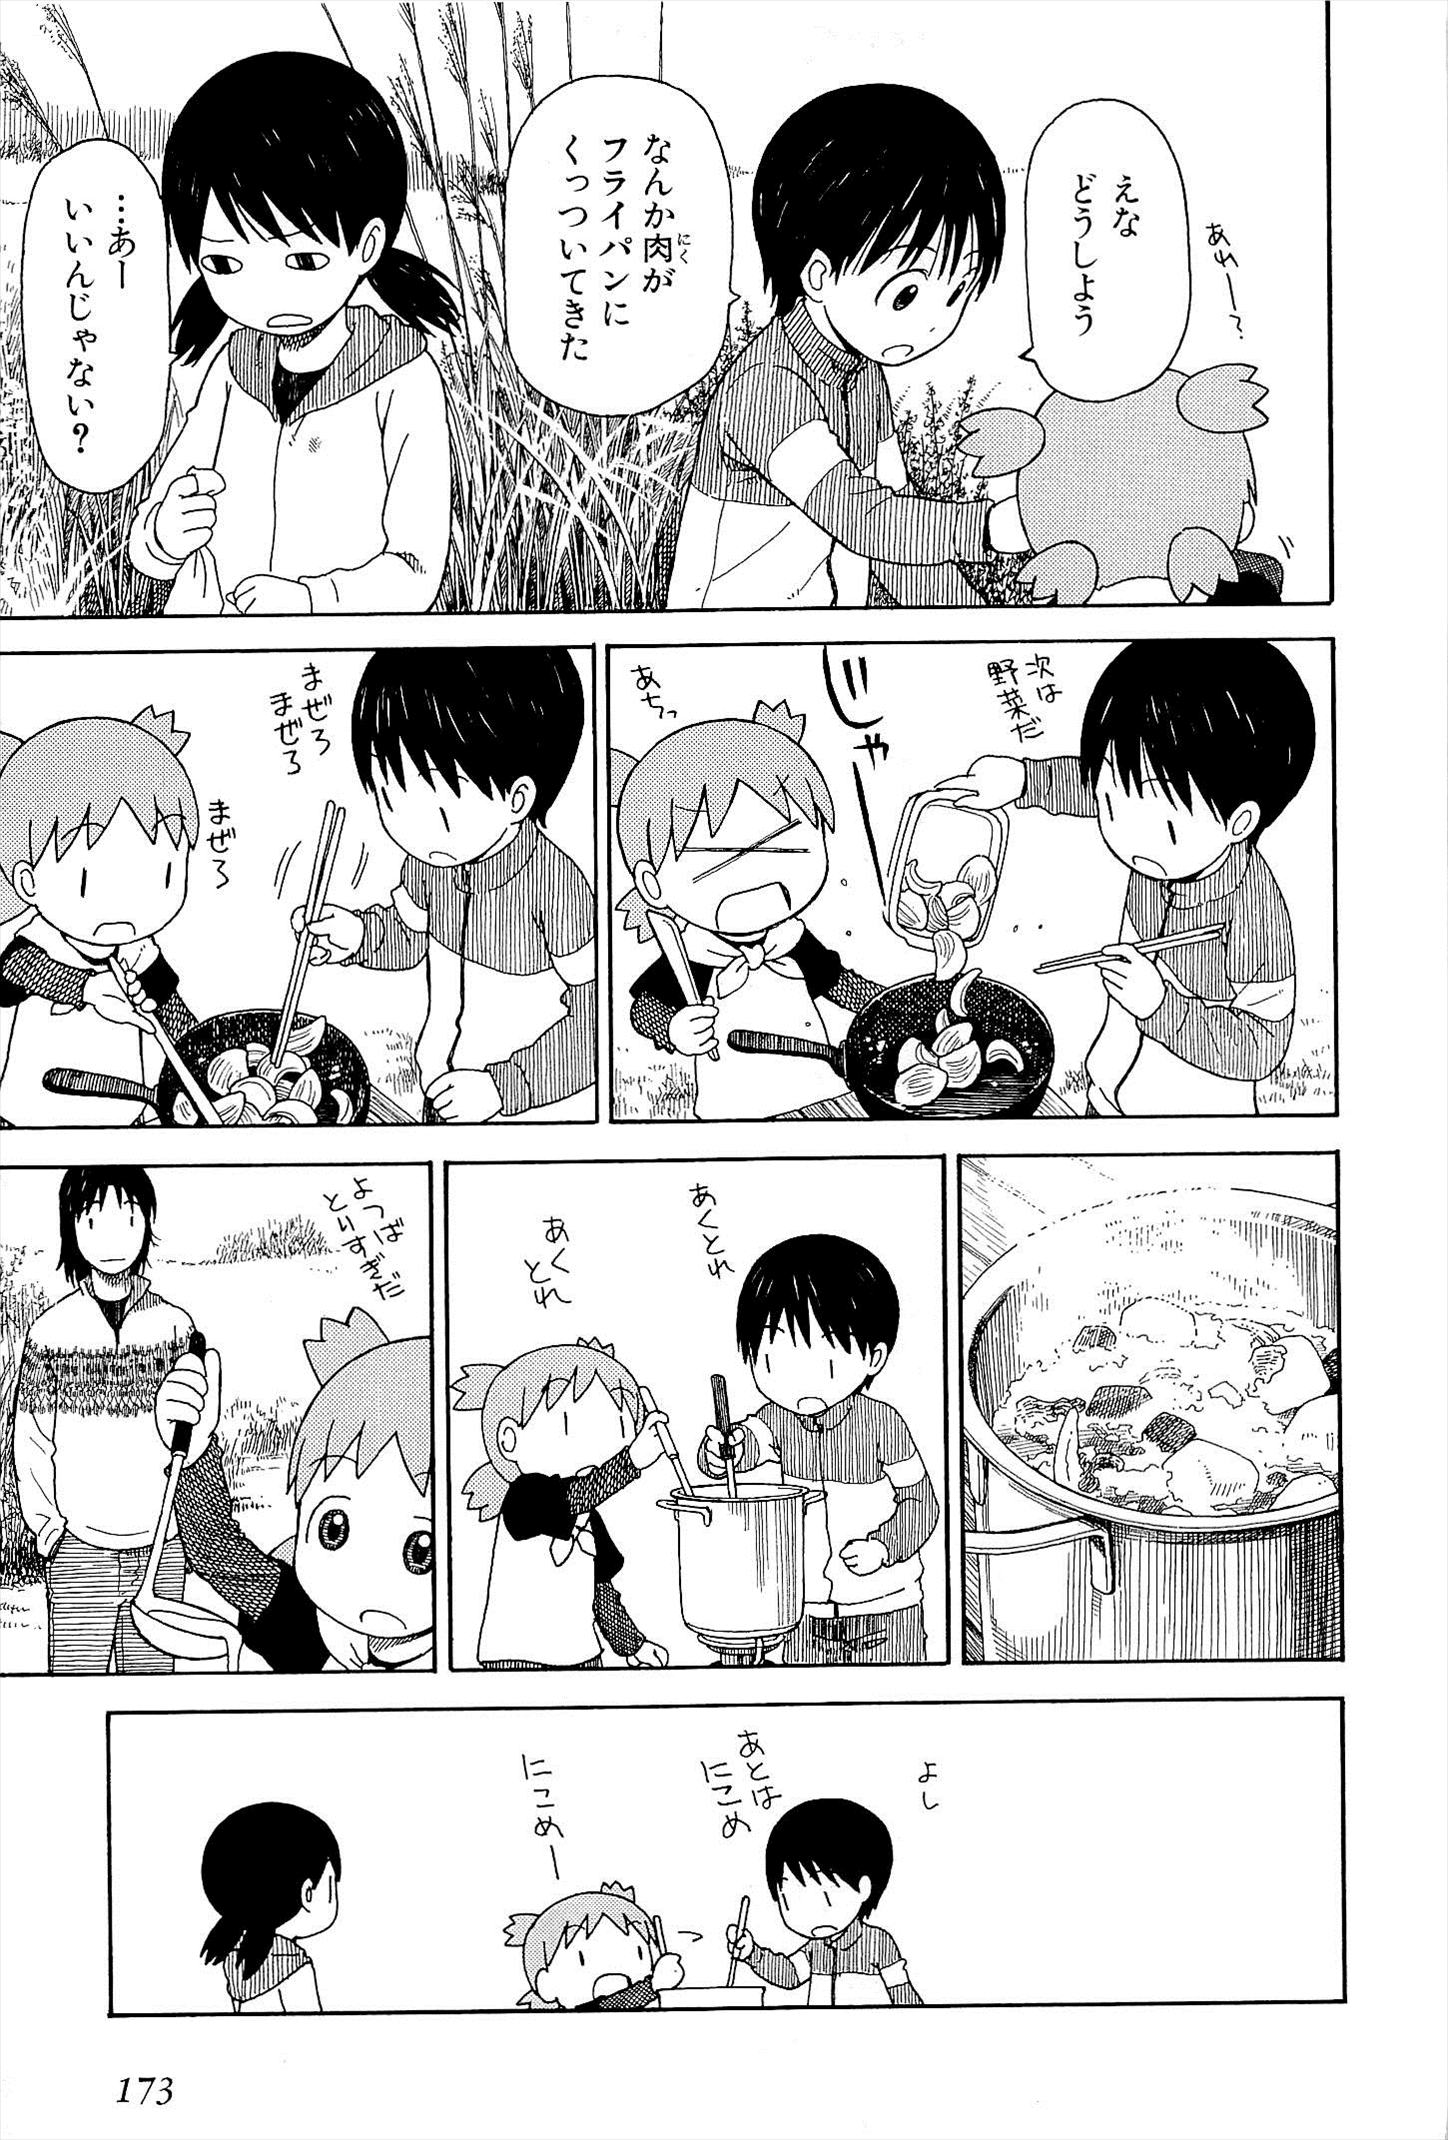 えな
どうしよう
あれー?
なんか肉が
にく
フライパンに
くっついてきた
…あー
いいんじゃない?
次は
野菜だ
じゃーっ
あちっ
まぜろ
まぜろ
まぜろ
あくとれ
あく
とれ
よつば
とりすぎだ
よし
あとは
にこめ
にこめー
173